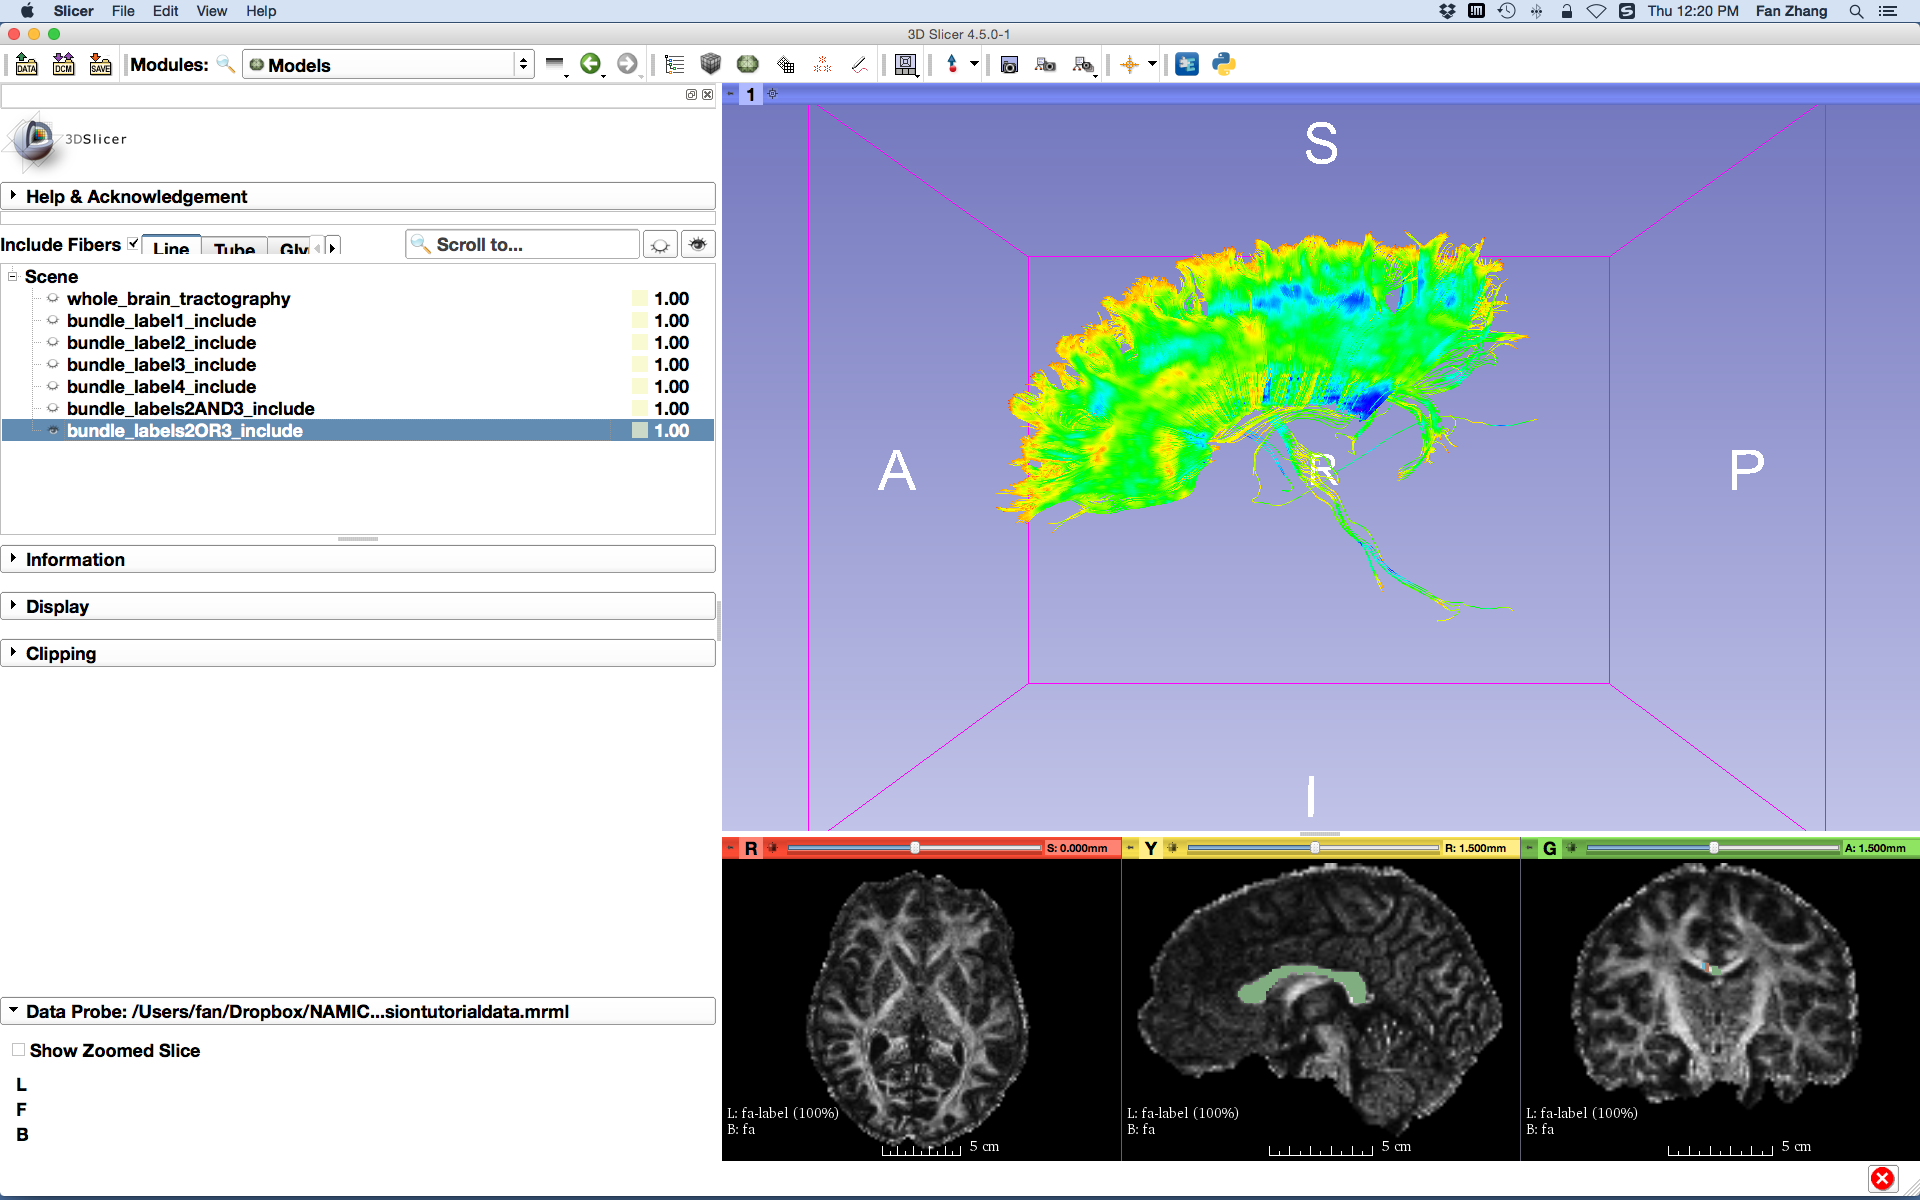 Slicer File Edit View Help Thu 12:20 PM Fan Zhang
3D Slicer 4.5.0-1
DATA DCM SAVE Modules: Models
1
3DSlicer
Help & Acknowledgement
Include Fibers Line Tube Gly Scroll to...
Scene
whole_brain_tractography 1.00
bundle_label1_include 1.00
bundle_label2_include 1.00
bundle_label3_include 1.00
bundle_label4_include 1.00
bundle_labels2AND3_include 1.00
bundle_labels2OR3_include 1.00
Information
Display
Clipping
Data Probe: /Users/fan/Dropbox/NAMIC...siontutorialdata.mrml
Show Zoomed Slice
L
F
B
S
A
R
P
I
R S: 0.000mm
L: fa-label (100%)
B: fa
5 cm
Y R: 1.500mm
L: fa-label (100%)
B: fa
5 cm
G A: 1.500mm
L: fa-label (100%)
B: fa
5 cm